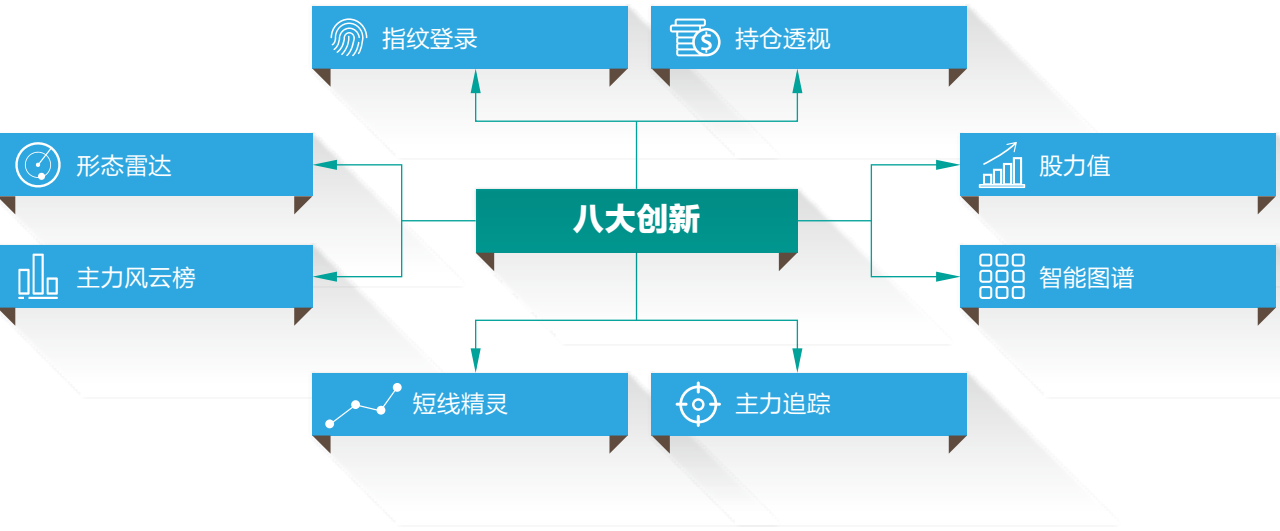 指纹登录
持仓透视
形态雷达
股力值
八大创新
主力风云榜
智能图谱
短线精灵
主力追踪